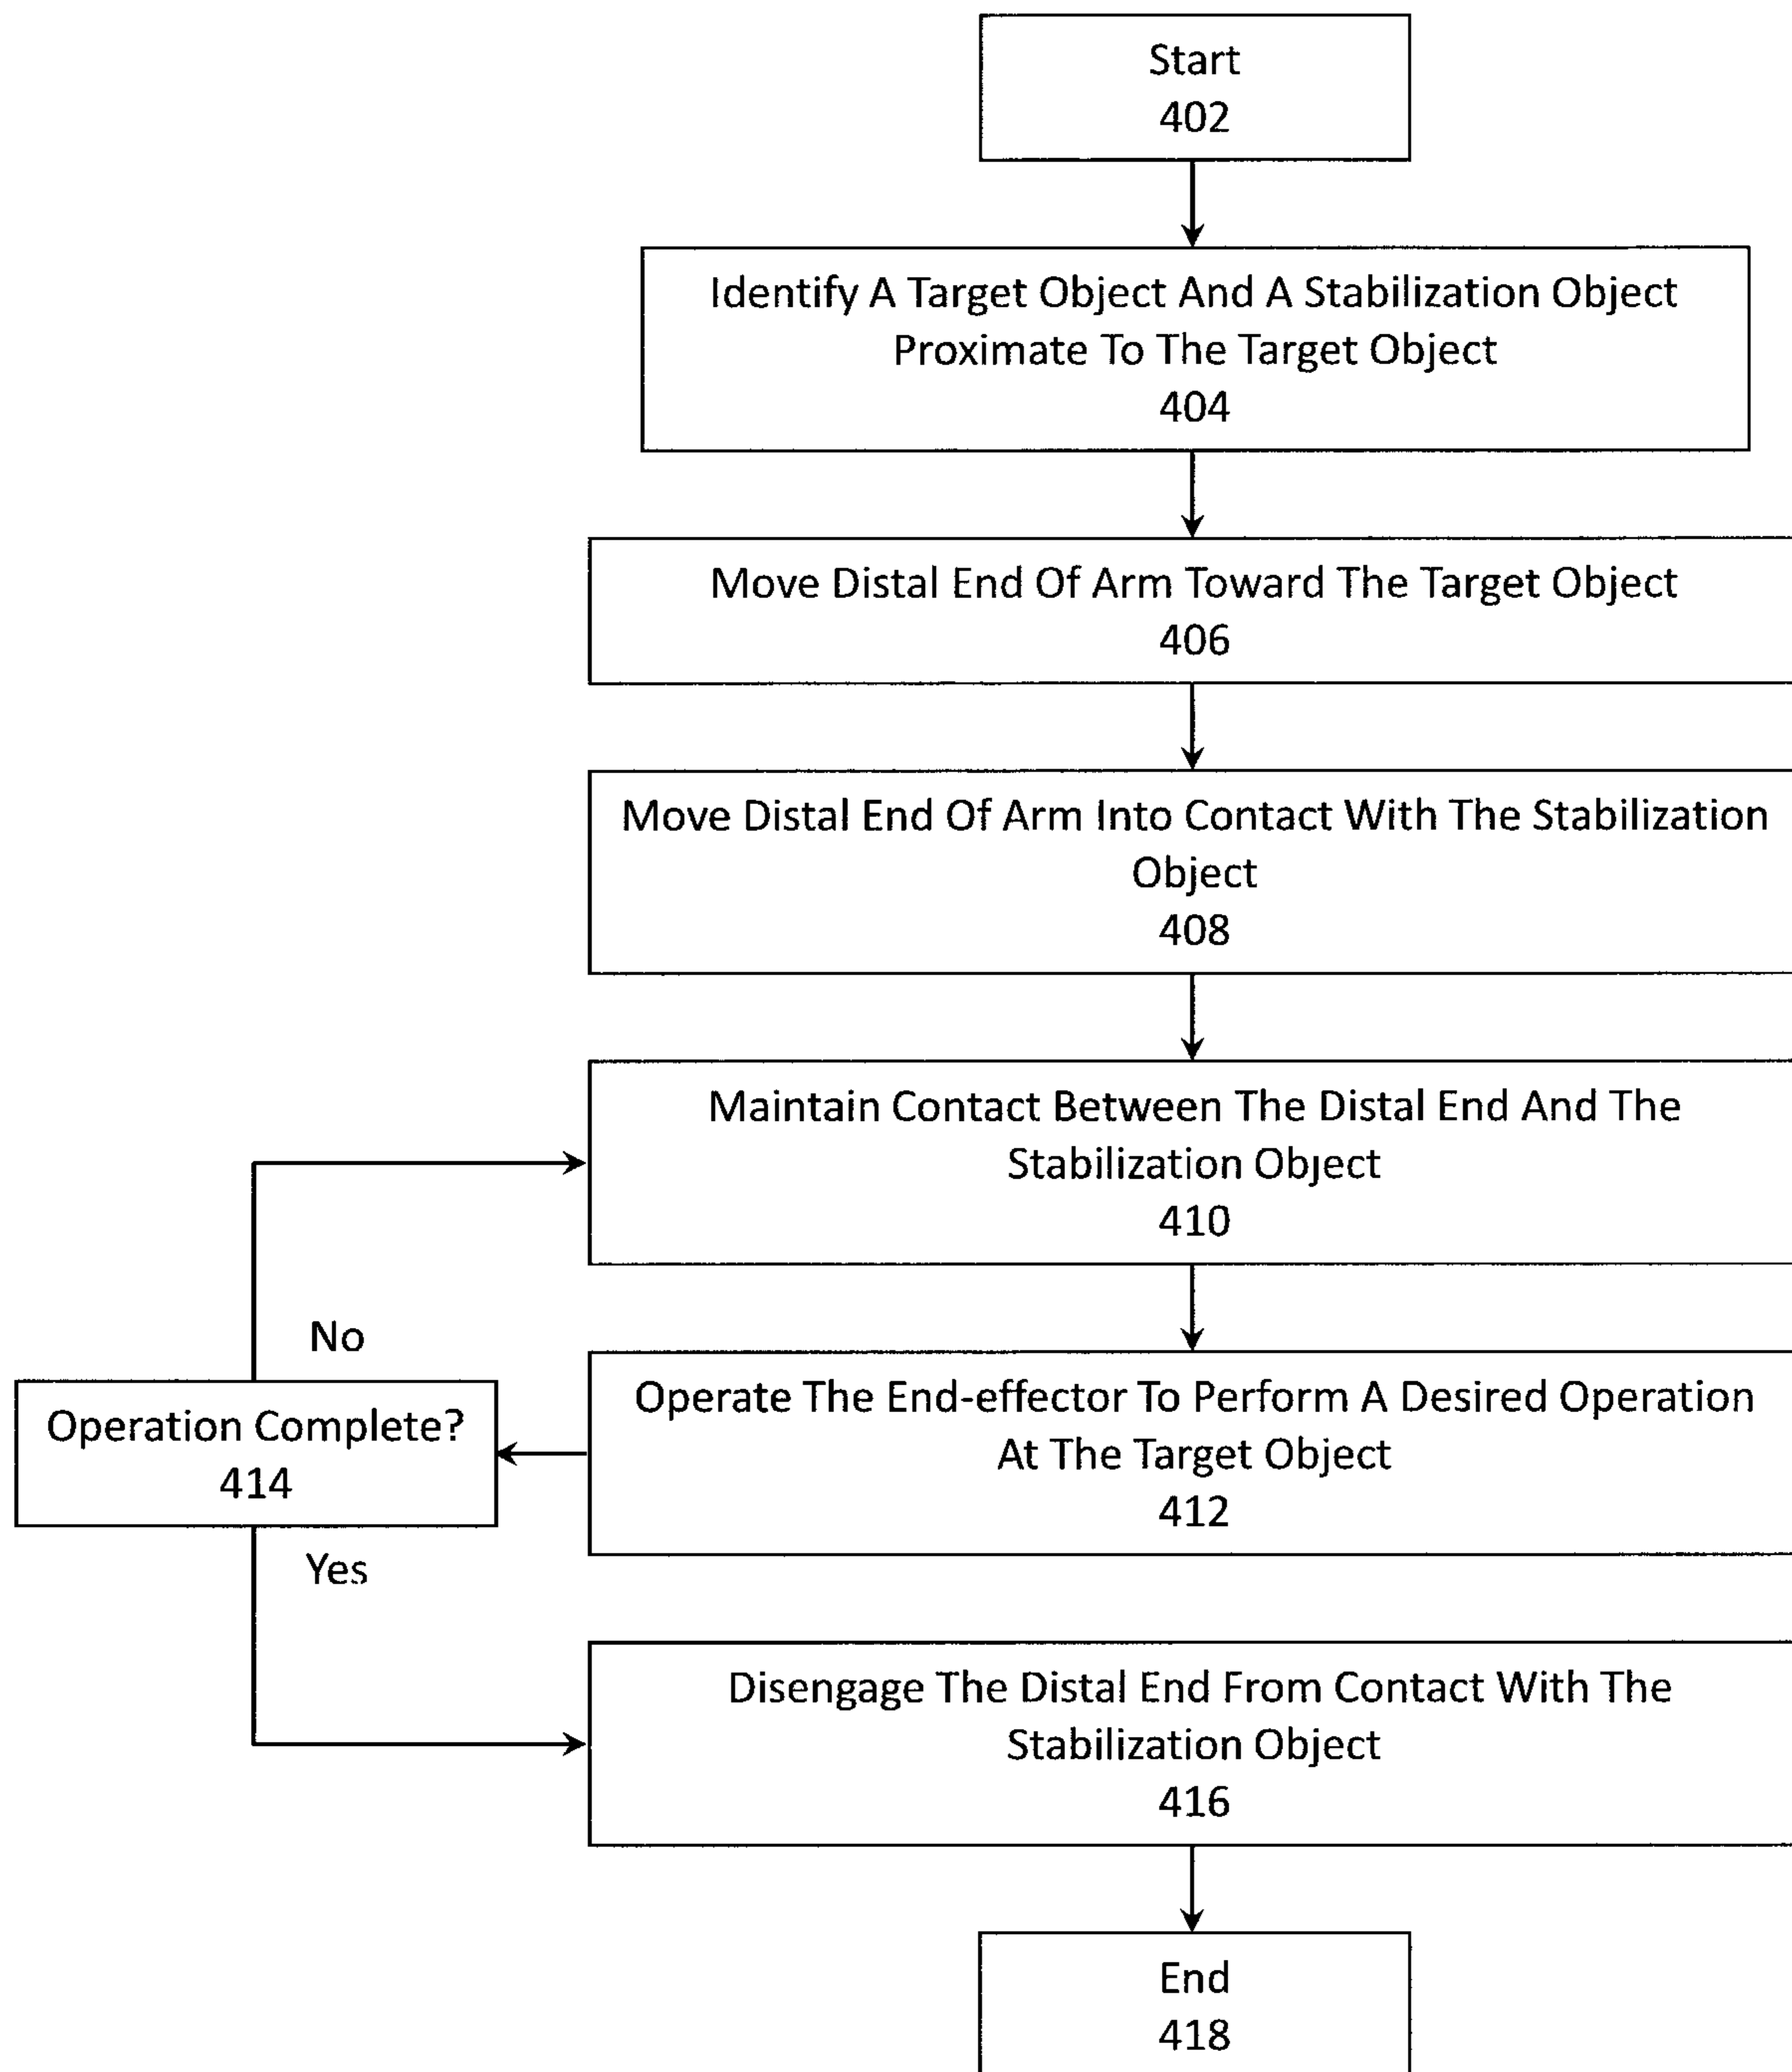 Start
402
Identify A Target Object And A Stabilization Object
Proximate To The Target Object
404
Move Distal End Of Arm Toward The Target Object
406
Move Distal End Of Arm Into Contact With The Stabilization
Object
408
Maintain Contact Between The Distal End And The
Stabilization Object
410
No
Operate The End-effector To Perform A Desired Operation
At The Target Object
412
Operation Complete?
414
Yes
Disengage The Distal End From Contact With The
Stabilization Object
416
End
418